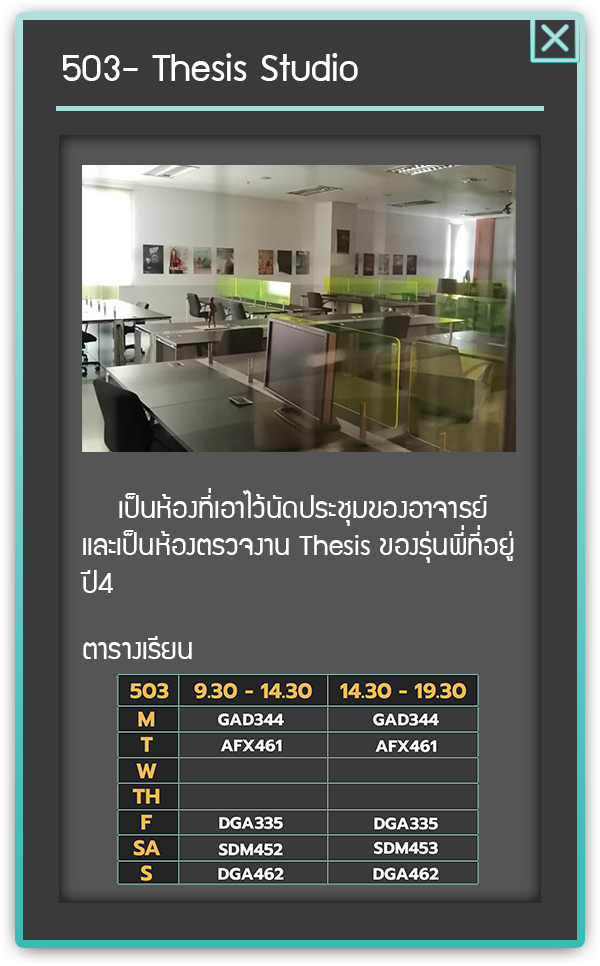 503- Thesis Studio
เป็นห้องที่เอาไว้นัดประชุมของอาจารย์
และเป็นห้องตรวจงาน Thesis ของรุ่นพี่ที่อยู่
ปี4
ตารางเรียน
503 9.30 - 14.30 14.30 - 19.30
M GAD344 GAD344
T AFX461 AFX461
W
TH
F DGA335 DGA335
SA SDM452 SDM453
S DGA462 DGA462